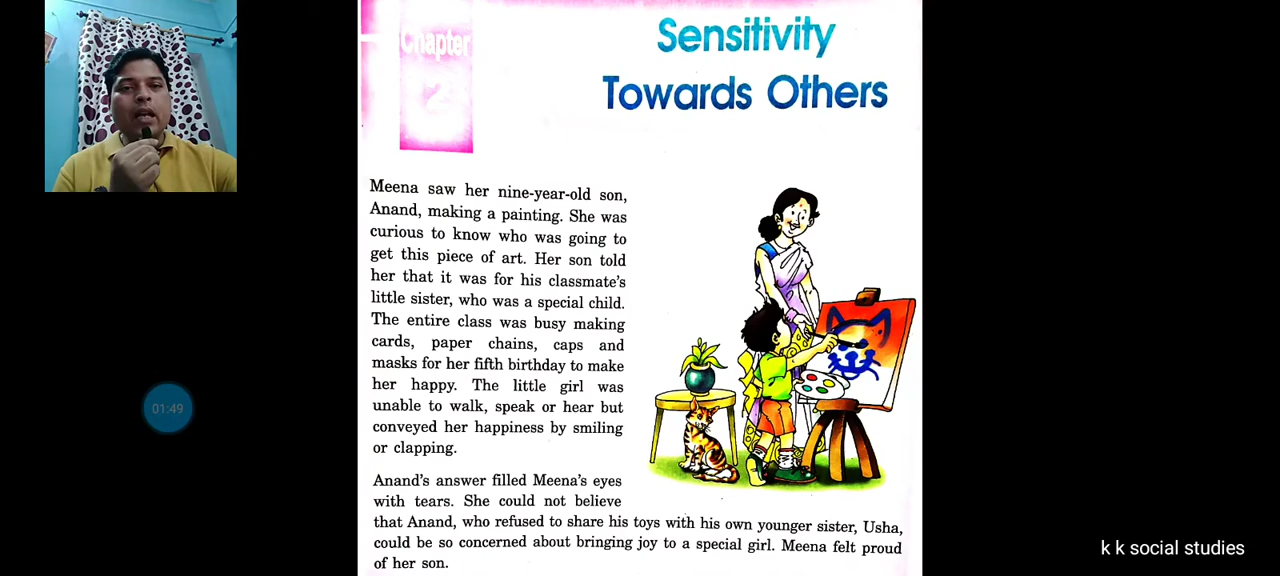 Chapter
2
Sensitivity
Towards Others
Meena saw her nine-year-old son,
Anand, making a painting. She was
curious to know who was going to
get this piece of art. Her son told
her that it was for his classmate's
little sister, who was a special child.
The entire class was busy making
cards, paper chains, caps and
masks for her fifth birthday to make
her happy. The little girl was
unable to walk, speak or hear but
conveyed her happiness by smiling
or clapping.
Anand's answer filled Meena's eyes
with tears. She could not believe
that Anand, who refused to share his toys with his own younger sister, Usha,
could be so concerned about bringing joy to a special girl. Meena felt proud
of her son.
01:49
k k social studies